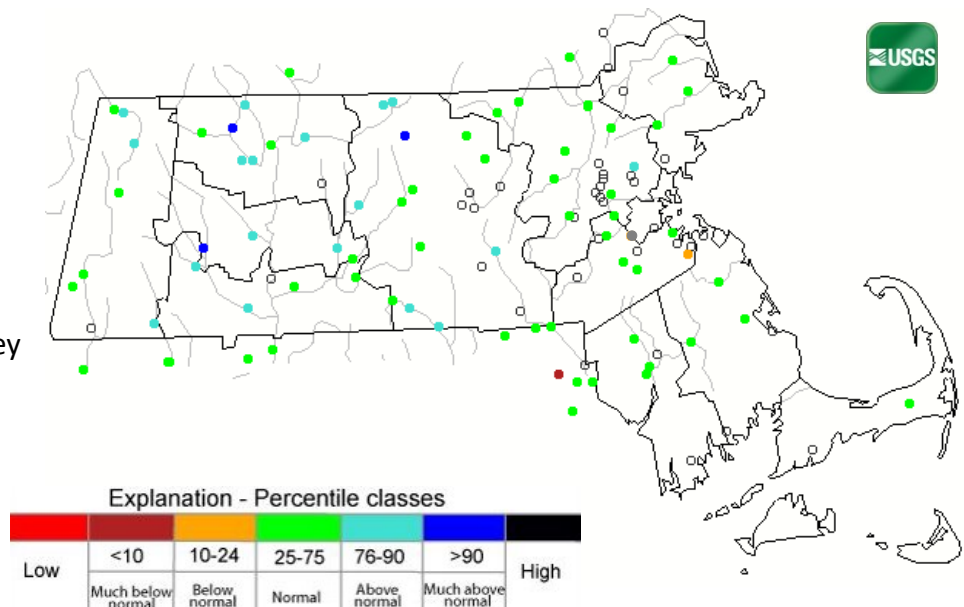 USGS
ey
Explanation - Percentile classes
Low
<10
10-24
25-75
76-90
>90
High
Much below
normal
Below
normal
Normal
Above
normal
Much above
normal